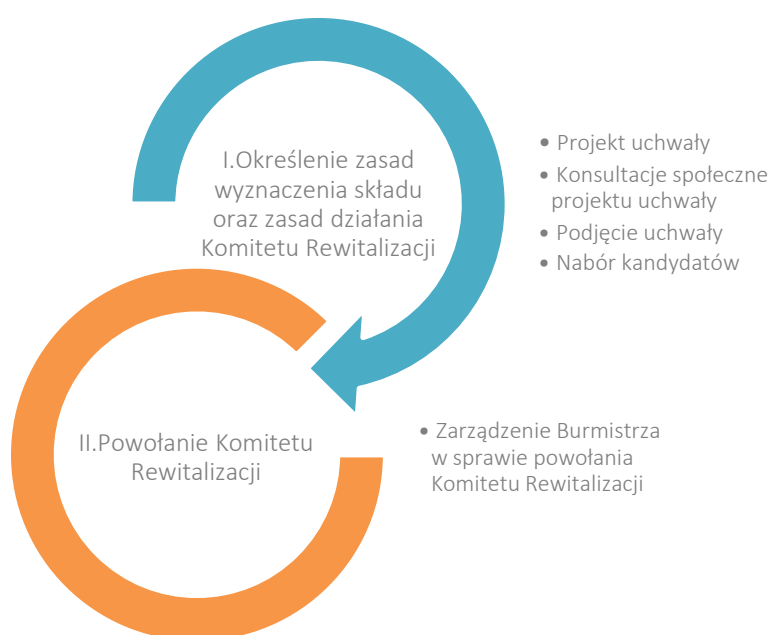 I.Określenie zasad
wyznaczenia składu
oraz zasad działania
Komitetu Rewitalizacji
• Projekt uchwały
• Konsultacje społeczne
projektu uchwały
• Podjęcie uchwały
• Nabór kandydatów
II.Powołanie Komitetu
Rewitalizacji
• Zarządzenie Burmistrza
w sprawie powołania
Komitetu Rewitalizacji